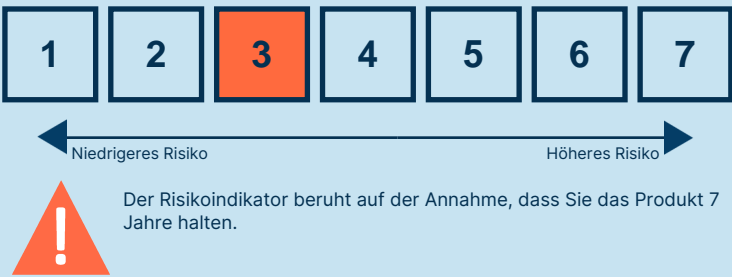 1 2 3 4 5 6 7
Niedrigeres Risiko Höheres Risiko
!
Der Risikoindikator beruht auf der Annahme, dass Sie das Produkt 7
Jahre halten.